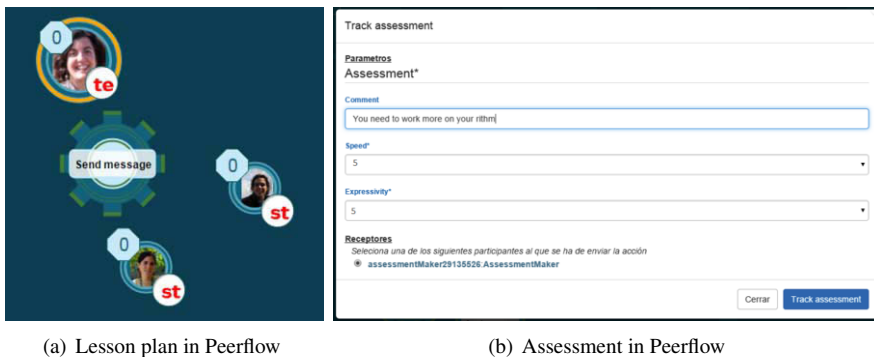 0
te
Send message
0
st
0
st
(a) Lesson plan in Peerflow
Track assessment
Parametros
Assessment*
Comment
You need to work more on your rithm
Speed*
5
Expressivity*
5
Receptores
Selecciona una de los siguientes participantes al que se ha de enviar la acción
assessmentMaker29135526:AssessmentMaker
Cerrar Track assessment
(b) Assessment in Peerflow